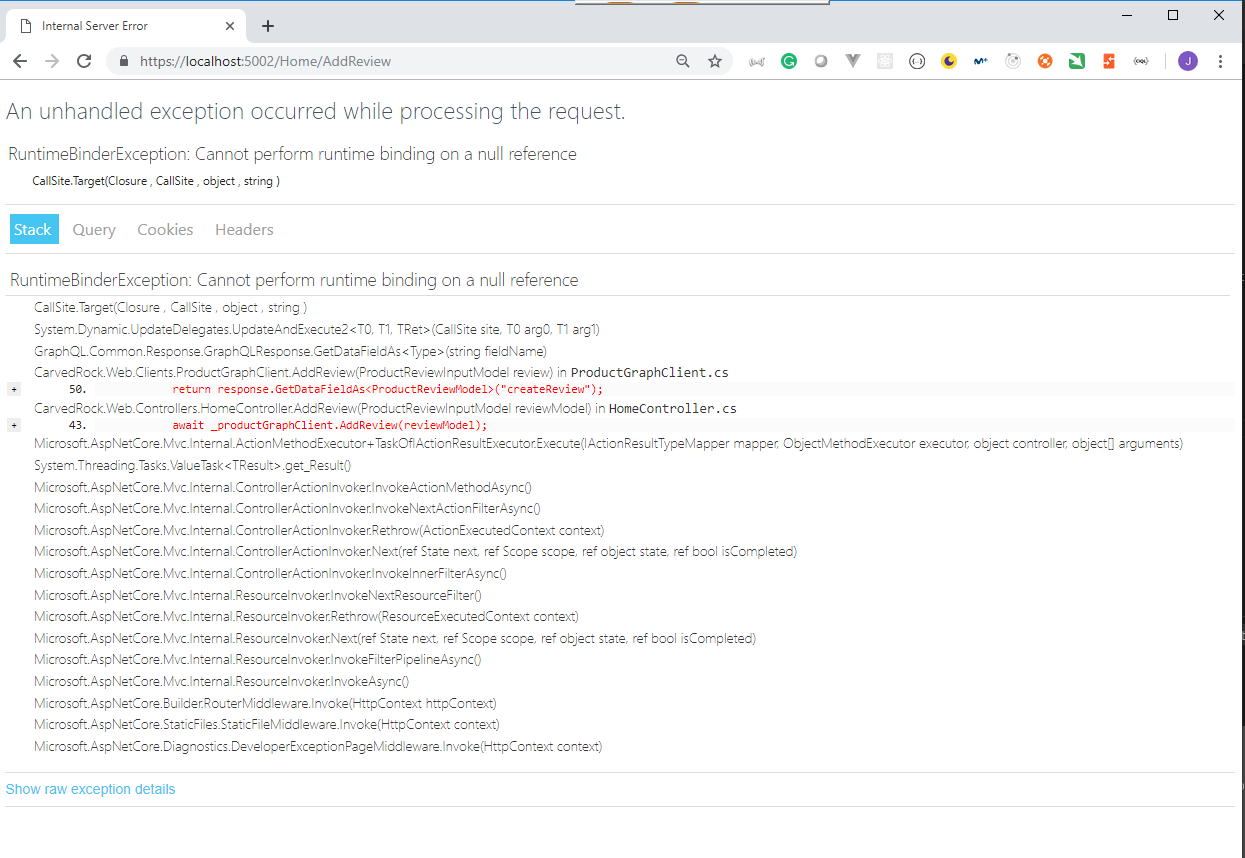 Internal Server Error
https://localhost:5002/Home/AddReview
J
An unhandled exception occurred while processing the request.
RuntimeBinderException: Cannot perform runtime binding on a null reference
CallSite.Target(Closure , CallSite , object , string )
Stack Query Cookies Headers
RuntimeBinderException: Cannot perform runtime binding on a null reference
CallSite.Target(Closure , CallSite , object , string )
System.Dynamic.UpdateDelegates.UpdateAndExecute2<T0, T1, TRet>(CallSite site, T0 arg0, T1 arg1)
GraphQL.Common.Response.GraphQLResponse.GetDataFieldAs<Type>(string fieldName)
CarvedRock.Web.Clients.ProductGraphClient.AddReview(ProductReviewInputModel review) in ProductGraphClient.cs
+ 50. return response.GetDataFieldAs<ProductReviewModel>("createReview");
CarvedRock.Web.Controllers.HomeController.AddReview(ProductReviewInputModel reviewModel) in HomeController.cs
+ 43. await _productGraphClient.AddReview(reviewModel);
Microsoft.AspNetCore.Mvc.Internal.ActionMethodExecutor+TaskOfIActionResultExecutor.Execute(IActionResultTypeMapper mapper, ObjectMethodExecutor executor, object controller, object[] arguments)
System.Threading.Tasks.ValueTask<TResult>.get_Result()
Microsoft.AspNetCore.Mvc.Internal.ControllerActionInvoker.InvokeActionMethodAsync()
Microsoft.AspNetCore.Mvc.Internal.ControllerActionInvoker.InvokeNextActionFilterAsync()
Microsoft.AspNetCore.Mvc.Internal.ControllerActionInvoker.Rethrow(ActionExecutedContext context)
Microsoft.AspNetCore.Mvc.Internal.ControllerActionInvoker.Next(ref State next, ref Scope scope, ref object state, ref bool isCompleted)
Microsoft.AspNetCore.Mvc.Internal.ControllerActionInvoker.InvokeInnerFilterAsync()
Microsoft.AspNetCore.Mvc.Internal.ResourceInvoker.InvokeNextResourceFilter()
Microsoft.AspNetCore.Mvc.Internal.ResourceInvoker.Rethrow(ResourceExecutedContext context)
Microsoft.AspNetCore.Mvc.Internal.ResourceInvoker.Next(ref State next, ref Scope scope, ref object state, ref bool isCompleted)
Microsoft.AspNetCore.Mvc.Internal.ResourceInvoker.InvokeFilterPipelineAsync()
Microsoft.AspNetCore.Mvc.Internal.ResourceInvoker.InvokeAsync()
Microsoft.AspNetCore.Builder.RouterMiddleware.Invoke(HttpContext httpContext)
Microsoft.AspNetCore.StaticFiles.StaticFileMiddleware.Invoke(HttpContext context)
Microsoft.AspNetCore.Diagnostics.DeveloperExceptionPageMiddleware.Invoke(HttpContext context)
Show raw exception details